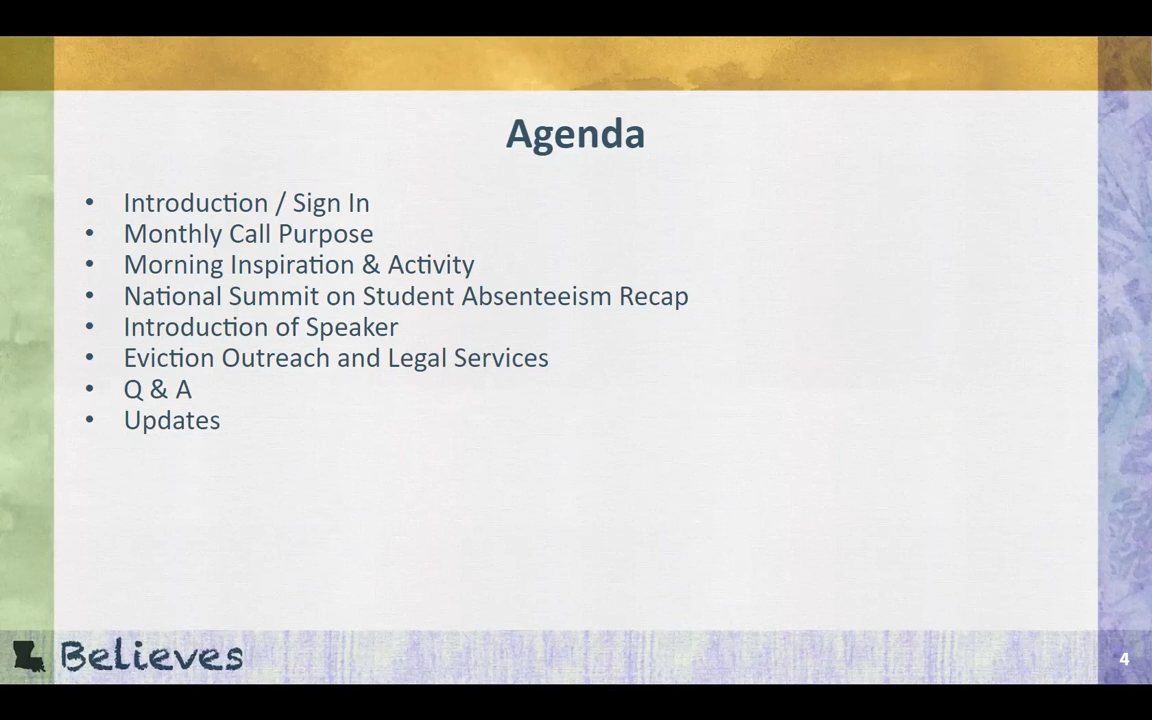 Agenda
• Introduction / Sign In
• Monthly Call Purpose
• Morning Inspiration & Activity
• National Summit on Student Absenteeism Recap
• Introduction of Speaker
• Eviction Outreach and Legal Services
• Q & A
• Updates
Believes
4